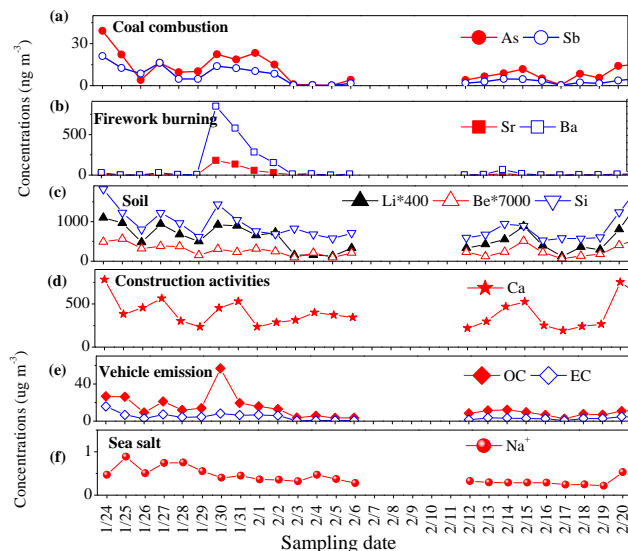 (a)
Coal combustion
As
Sb
30
0
Concentrations (ng m-3)
(b)
Firework burning
Sr
Ba
500
0
(c)
Soil
Li*400
Be*7000
Si
1000
0
(d)
Construction activities
Ca
500
0
(e)
Vehicle emission
OC
EC
40
20
0
Concentrations (ug m-3)
(f)
Sea salt
Na+
1
0
1/24 1/25 1/26 1/27 1/28 1/29 1/30 1/31 2/1 2/2 2/3 2/4 2/5 2/6 2/7 2/8 2/9 2/10 2/11 2/12 2/13 2/14 2/15 2/16 2/17 2/18 2/19 2/20
Sampling date